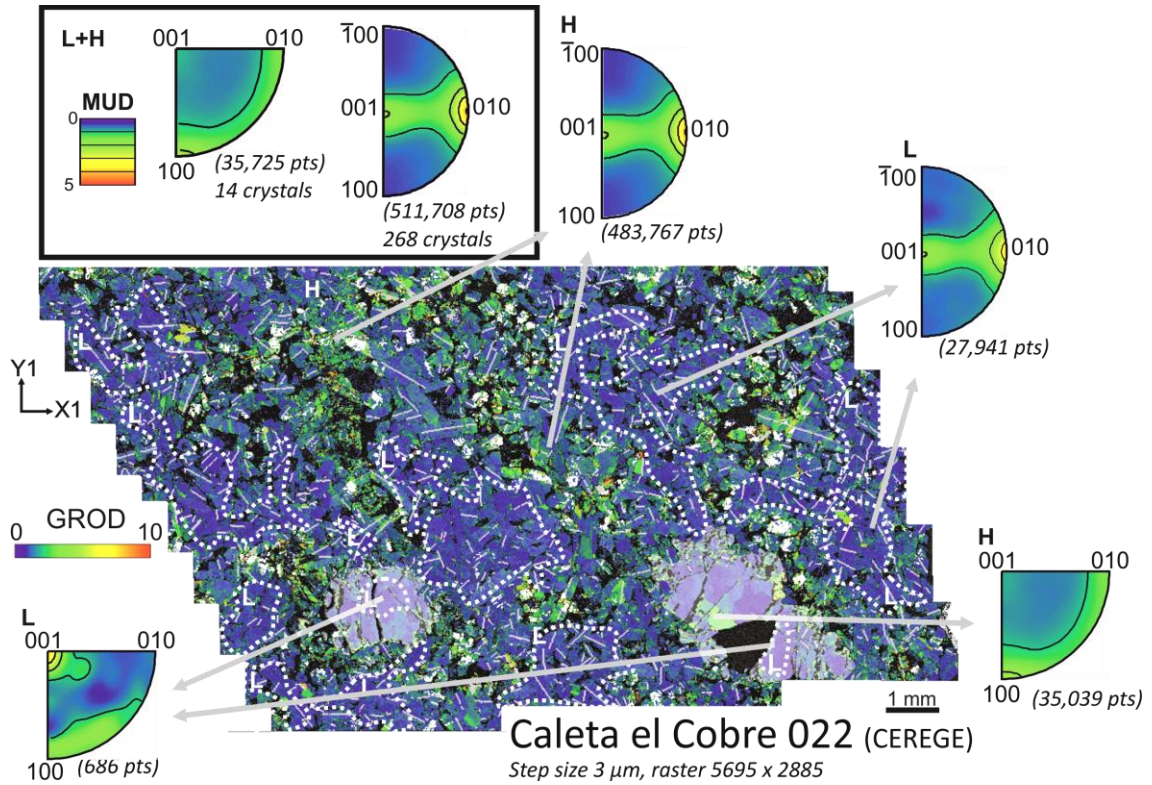 L+H
001 010
MUD
0
5
100
(35,725 pts)
14 crystals
1̄00
001 010
100
(511,708 pts)
268 crystals
H
1̄00
001 010
100
(483,767 pts)
L
1̄00
001 010
100
(27,941 pts)
H
L
L
L
L
L
L
L
L
L
L
E
L
L
L
Y1
X1
0 GROD 10
L
001 010
100
(686 pts)
H
001 010
100
(35,039 pts)
1 mm
Caleta el Cobre 022 (CEREGE)
Step size 3 µm, raster 5695 x 2885